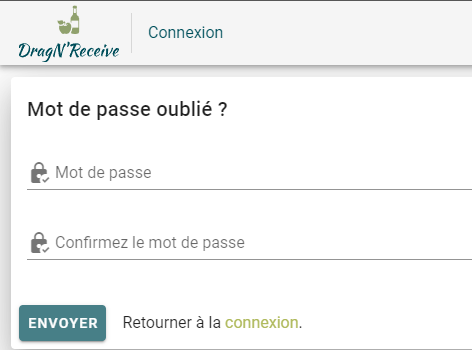 DragN'Receive
Connexion
Mot de passe oublié ?
Mot de passe
Confirmez le mot de passe
ENVOYER
Retourner à la connexion.